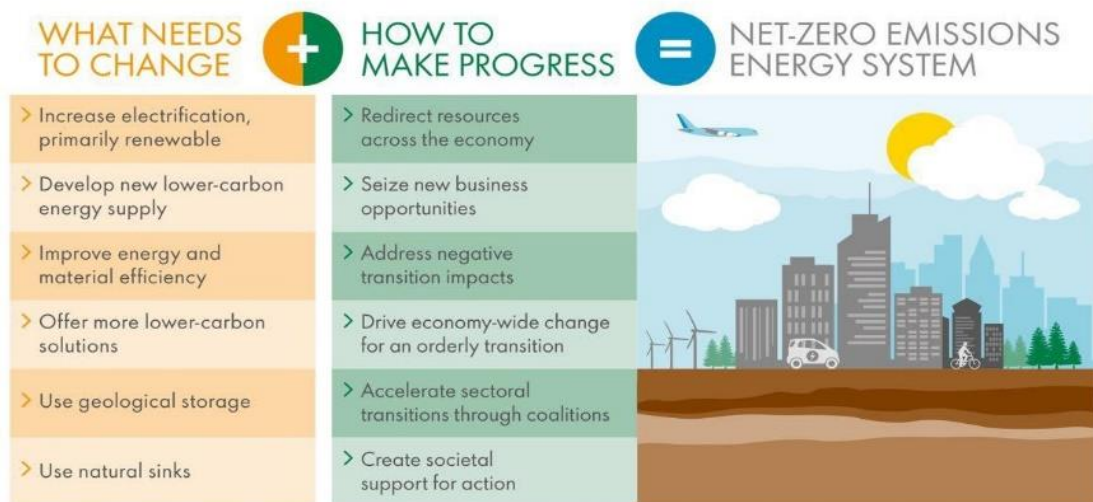 WHAT NEEDS
TO CHANGE
+
HOW TO
MAKE PROGRESS
=
NET-ZERO EMISSIONS
ENERGY SYSTEM
> Increase electrification,
primarily renewable
> Develop new lower-carbon
energy supply
> Improve energy and
material efficiency
> Offer more lower-carbon
solutions
> Use geological storage
> Use natural sinks
> Redirect resources
across the economy
> Seize new business
opportunities
> Address negative
transition impacts
> Drive economy-wide change
for an orderly transition
> Accelerate sectoral
transitions through coalitions
> Create societal
support for action